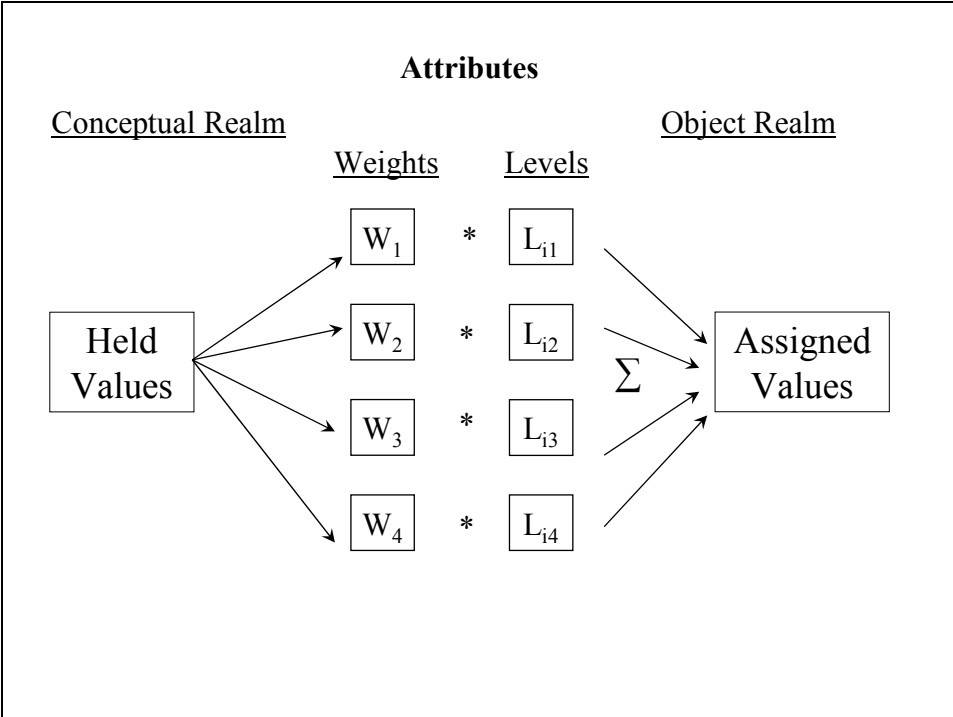 Attributes
Conceptual Realm Object Realm
Weights Levels
W₁ * Lᵢ₁
W₂ * Lᵢ₂
Held
Values
∑
Assigned
Values
W₃ * Lᵢ₃
W₄ * Lᵢ₄